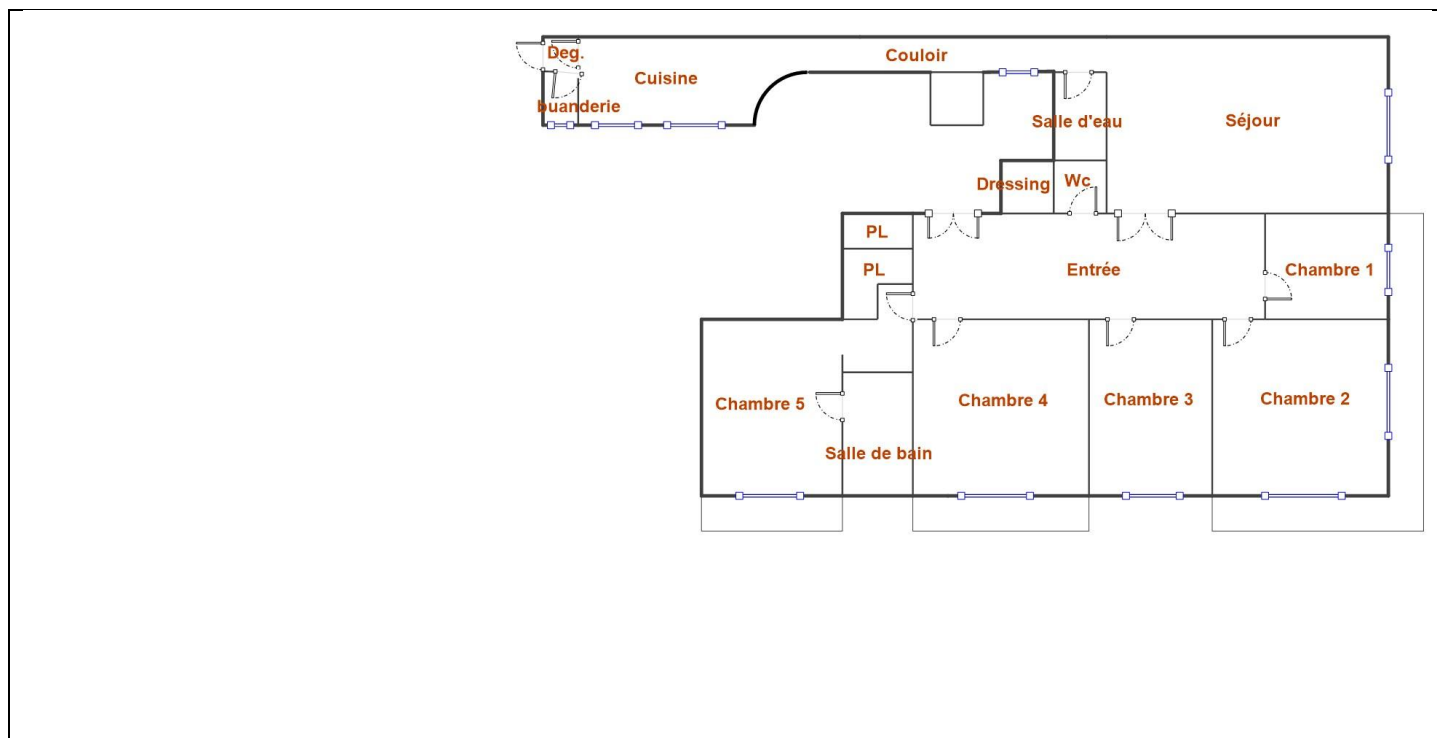 Deg.
Couloir
Cuisine
buanderie
Salle d'eau
Séjour
Dressing
Wc
PL
PL
Entrée
Chambre 1
Chambre 5
Chambre 4
Chambre 3
Chambre 2
Salle de bain